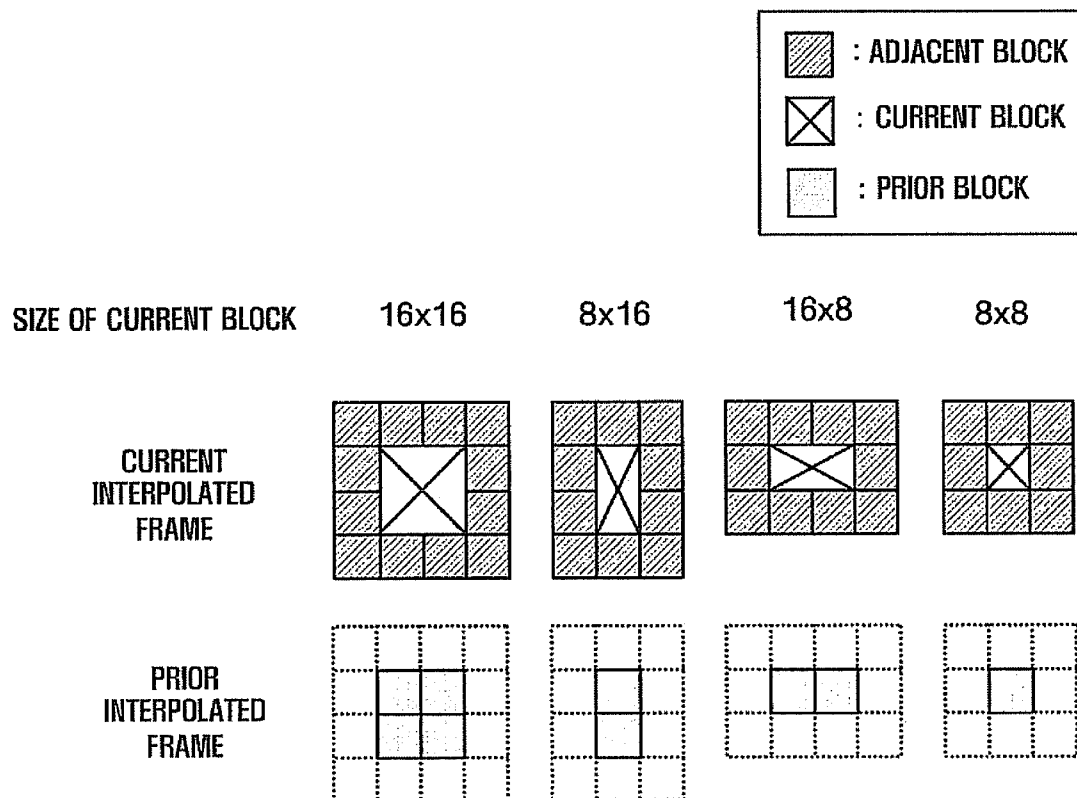 : ADJACENT BLOCK
: CURRENT BLOCK
: PRIOR BLOCK
SIZE OF CURRENT BLOCK 16x16 8x16 16x8 8x8
CURRENT
INTERPOLATED
FRAME
PRIOR
INTERPOLATED
FRAME